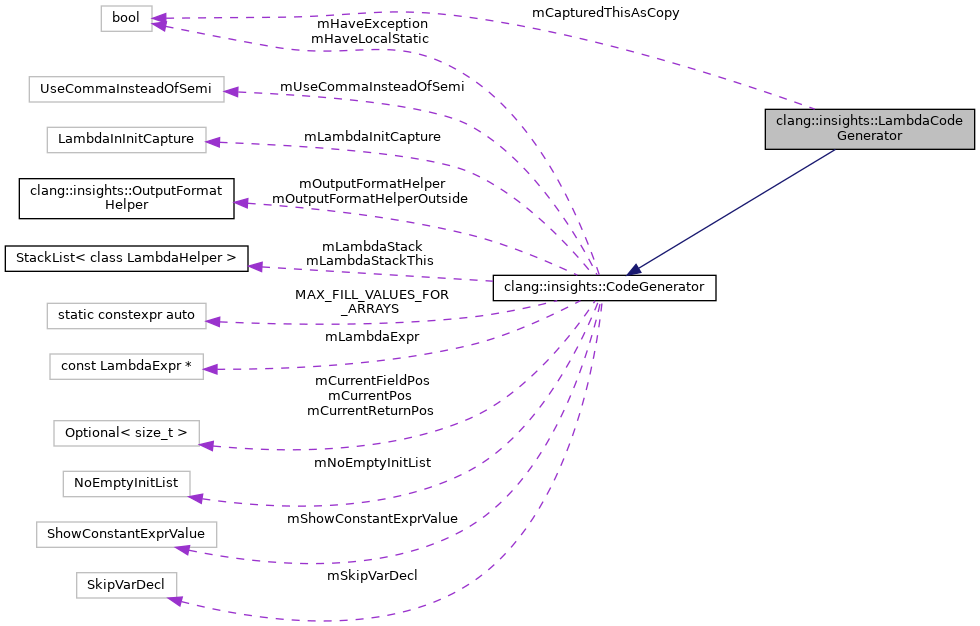 bool
mHaveException
mHaveLocalStatic
mCapturedThisAsCopy
UseCommaInsteadOfSemi
mUseCommaInsteadOfSemi
clang::insights::LambdaCode
Generator
LambdaInInitCapture
mLambdaInitCapture
clang::insights::OutputFormat
Helper
mOutputFormatHelper
mOutputFormatHelperOutside
StackList< class LambdaHelper >
mLambdaStack
mLambdaStackThis
clang::insights::CodeGenerator
static constexpr auto
MAX_FILL_VALUES_FOR
_ARRAYS
const LambdaExpr *
mLambdaExpr
mCurrentFieldPos
mCurrentPos
mCurrentReturnPos
Optional< size_t >
NoEmptyInitList
mNoEmptyInitList
ShowConstantExprValue
mShowConstantExprValue
SkipVarDecl
mSkipVarDecl